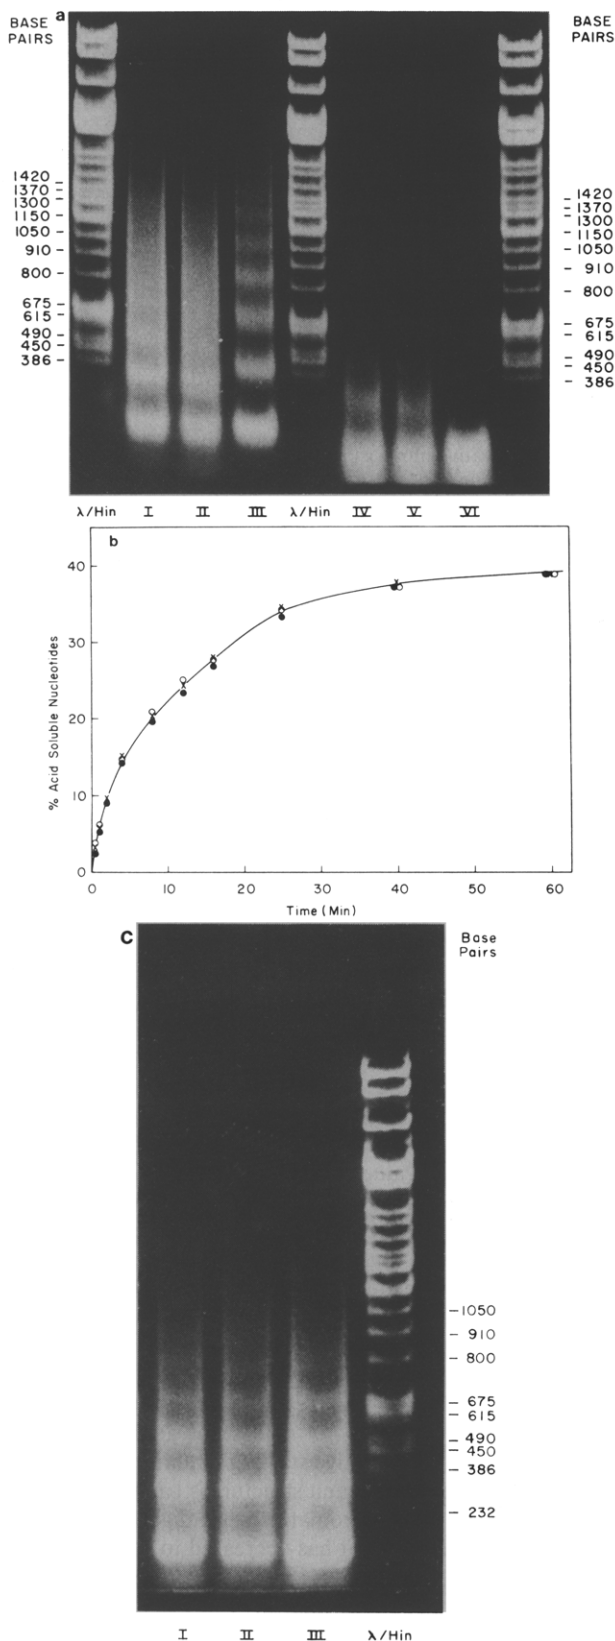 BASE
PAIRS
a
BASE
PAIRS
1420
1370
1300
1150
1050
910
800
675
615
490
450
386
1420
1370
1300
1150
1050
910
800
675
615
490
450
386
λ/Hin I II III λ/Hin IV V VI
b
40
30
20
10
0
% Acid Soluble Nucleotides
0 10 20 30 40 50 60
Time (Min)
C
Base
Pairs
1050
910
800
675
615
490
450
386
232
I II III λ/Hin